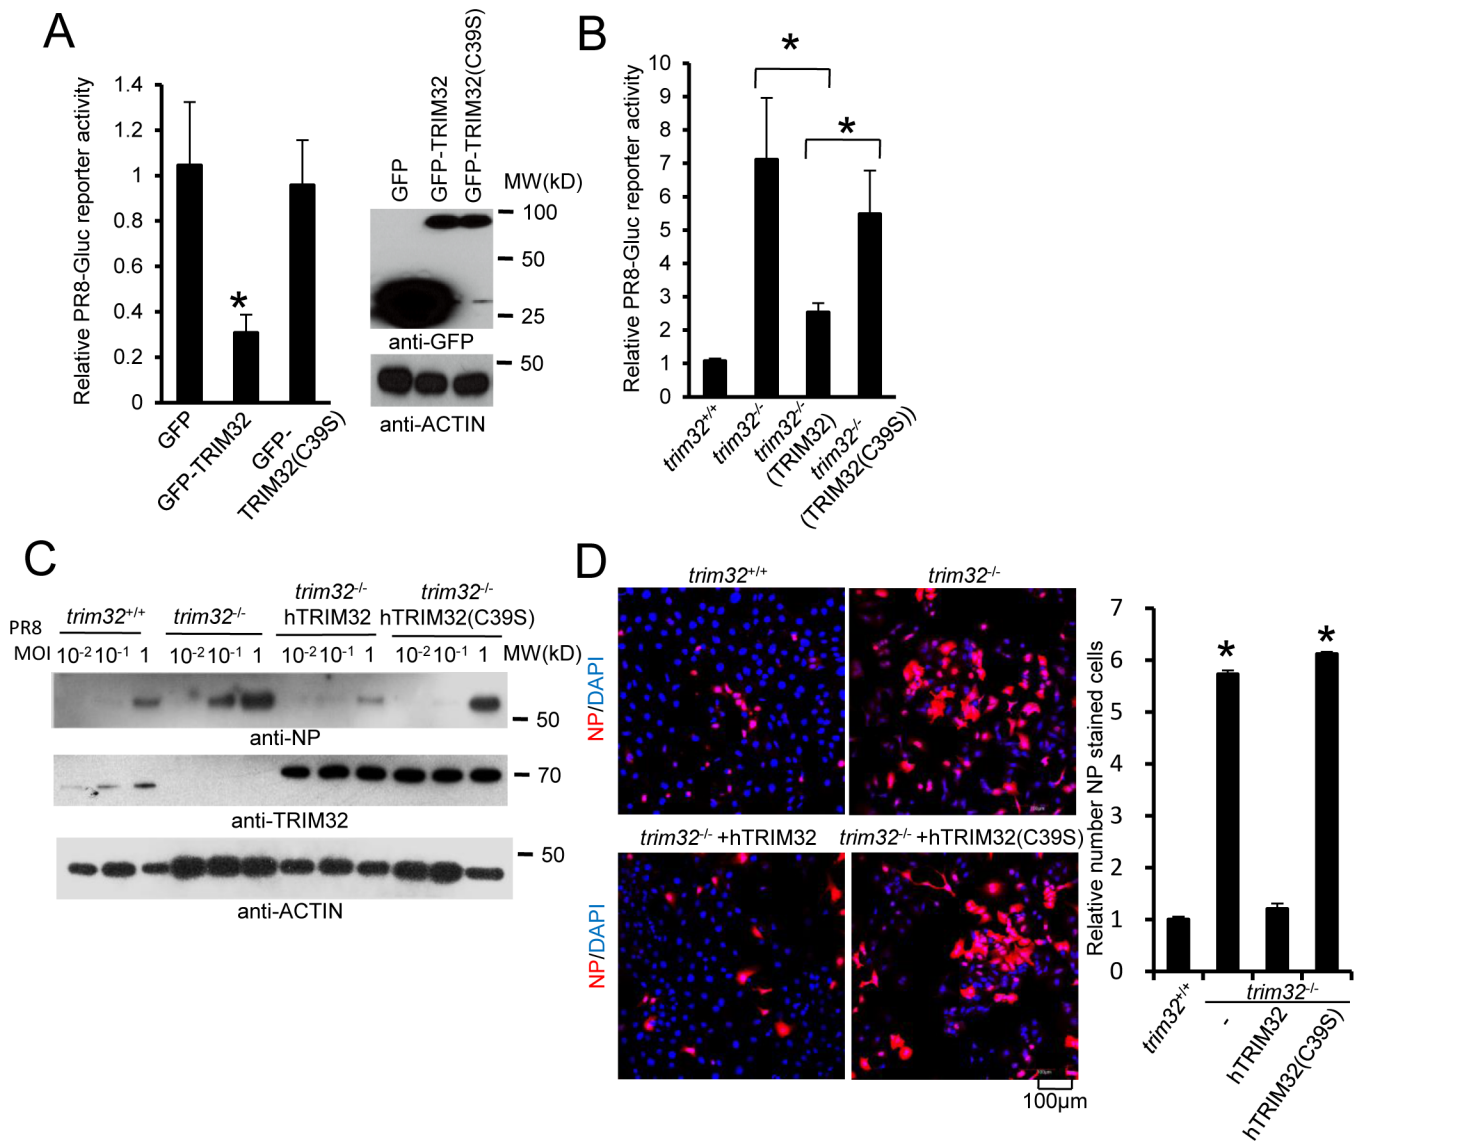 A
Relative PR8-Gluc reporter activity
1.4
1.2
1
0.8
0.6
0.4
0.2
0
*
GFP
GFP-TRIM32
GFP-
TRIM32(C39S)
GFP
GFP-TRIM32
GFP-TRIM32(C39S)
MW(kD)
100
50
25
anti-GFP
50
anti-ACTIN
B
Relative PR8-Gluc reporter activity
10
9
8
7
6
5
4
3
2
1
0
*
*
trim32+/+
trim32-/-
trim32-/-
(TRIM32)
trim32-/-
(TRIM32(C39S))
C
trim32+/+
trim32-/-
trim32-/-
hTRIM32
trim32-/-
hTRIM32(C39S)
PR8
MOI 10-2 10-1 1 10-2 10-1 1 10-2 10-1 1 10-2 10-1 1 MW(kD)
50
anti-NP
70
anti-TRIM32
50
anti-ACTIN
D
trim32+/+
trim32-/-
NP/DAPI
trim32-/- +hTRIM32
trim32-/- +hTRIM32(C39S)
NP/DAPI
100µm
Relative number NP stained cells
7
6
5
4
3
2
1
0
*
*
trim32+/+
trim32-/-
-
hTRIM32
hTRIM32(C39S)